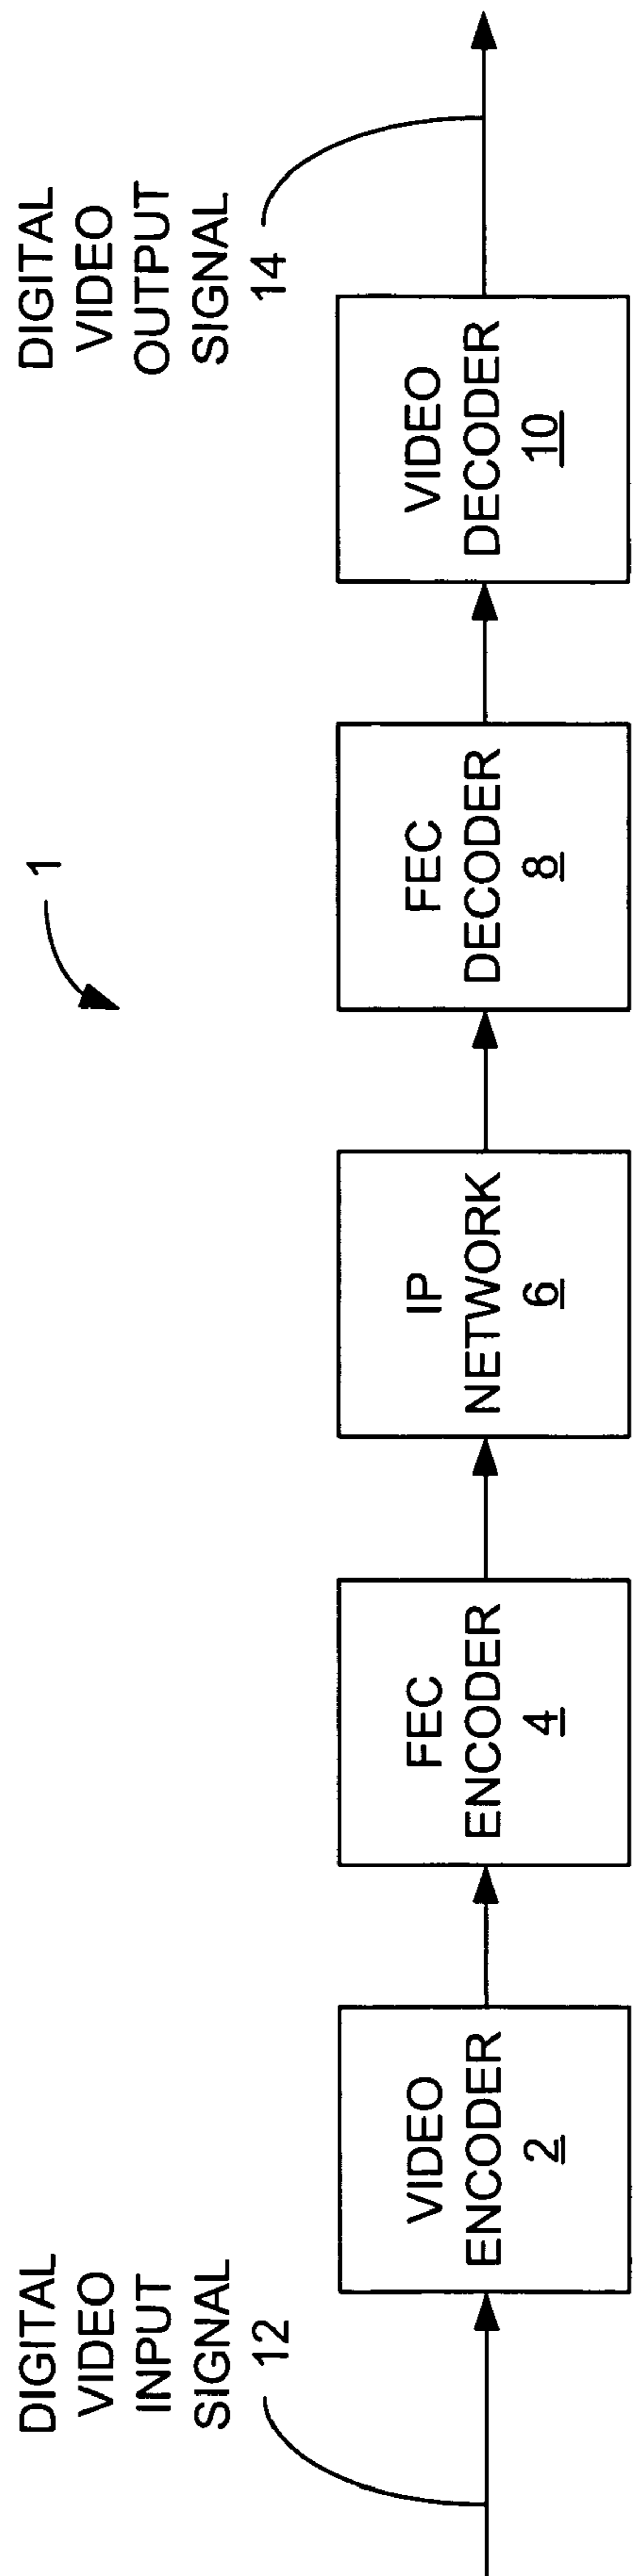 1
DIGITAL
VIDEO
INPUT
SIGNAL
12
VIDEO
ENCODER
2
FEC
ENCODER
4
IP
NETWORK
6
FEC
DECODER
8
VIDEO
DECODER
10
DIGITAL
VIDEO
OUTPUT
SIGNAL
14